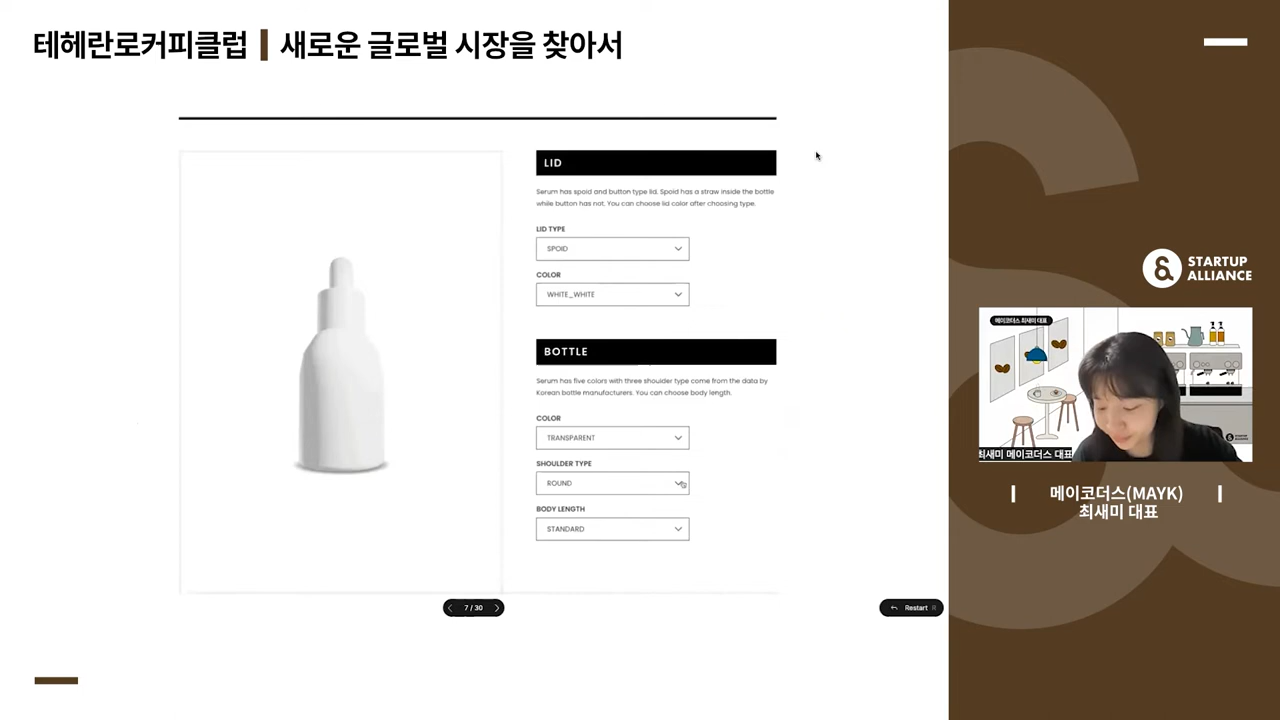 테헤란로커피클럽 | 새로운 글로벌 시장을 찾아서
LID
Serum has spoid and button type lid. Spoid has a straw inside the bottle
while button has not. You can choose lid color after choosing type.
LID TYPE
SPOID
COLOR
WHITE_WHITE
BOTTLE
Serum has five colors with three shoulder type come from the data by
Korean bottle manufacturers. You can choose body length.
COLOR
TRANSPARENT
SHOULDER TYPE
ROUND
BODY LENGTH
STANDARD
7 / 30
Restart
STARTUP
ALLIANCE
메이코더스 최새미 대표
최새미 메이코더스 대표
STARTUP
ALLIANCE
메이코더스(MAYK)
최새미 대표